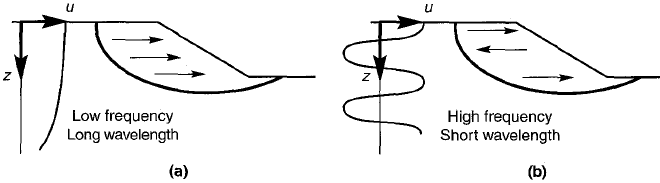 u
z
Low frequency
Long wavelength
(a)
u
z
High frequency
Short wavelength
(b)